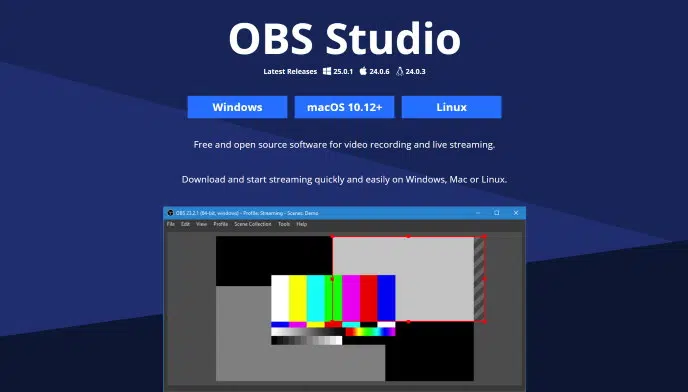 OBS Studio
Latest Releases 25.0.1 24.0.6 24.0.3
Windows macOS 10.12+ Linux
Free and open source software for video recording and live streaming.
Download and start streaming quickly and easily on Windows, Mac or Linux.
OBS 23.2.1 (64-bit, windows) - Profile: Streaming - Scenes: Demo
File Edit View Profile Scene Collection Tools Help